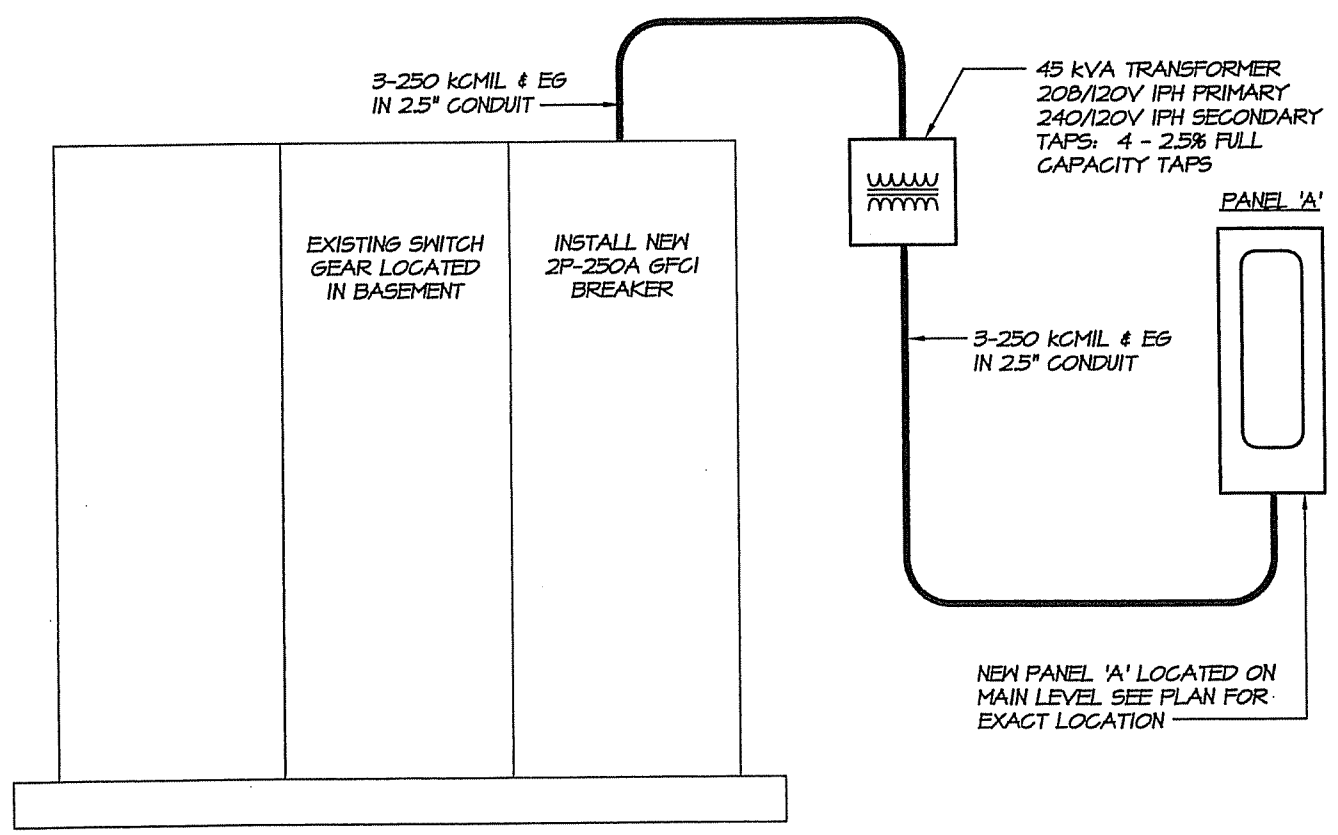 3-250 KCMIL & EG
IN 2.5" CONDUIT
45 KVA TRANSFORMER
208/120V 1PH PRIMARY
240/120V 1PH SECONDARY
TAPS: 4 - 2.5% FULL
CAPACITY TAPS
PANEL 'A'
EXISTING SWITCH
GEAR LOCATED
IN BASEMENT
INSTALL NEW
2P-250A GFCI
BREAKER
3-250 KCMIL & EG
IN 2.5" CONDUIT
NEW PANEL 'A' LOCATED ON
MAIN LEVEL SEE PLAN FOR
EXACT LOCATION